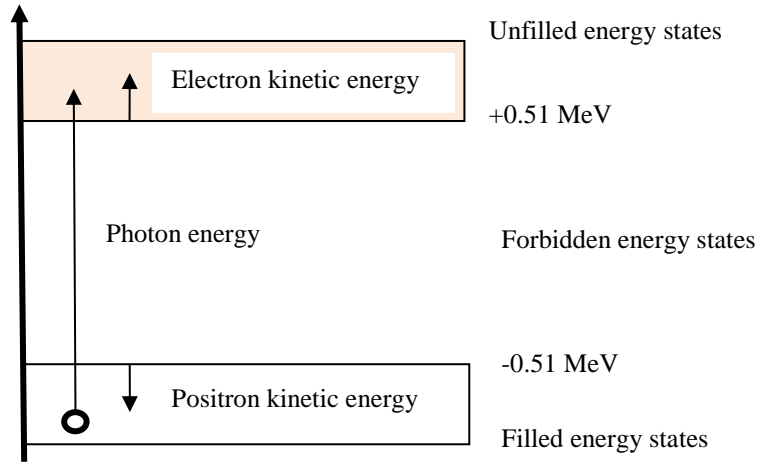 Unfilled energy states
Electron kinetic energy
+0.51 MeV
Photon energy
Forbidden energy states
-0.51 MeV
Positron kinetic energy
Filled energy states